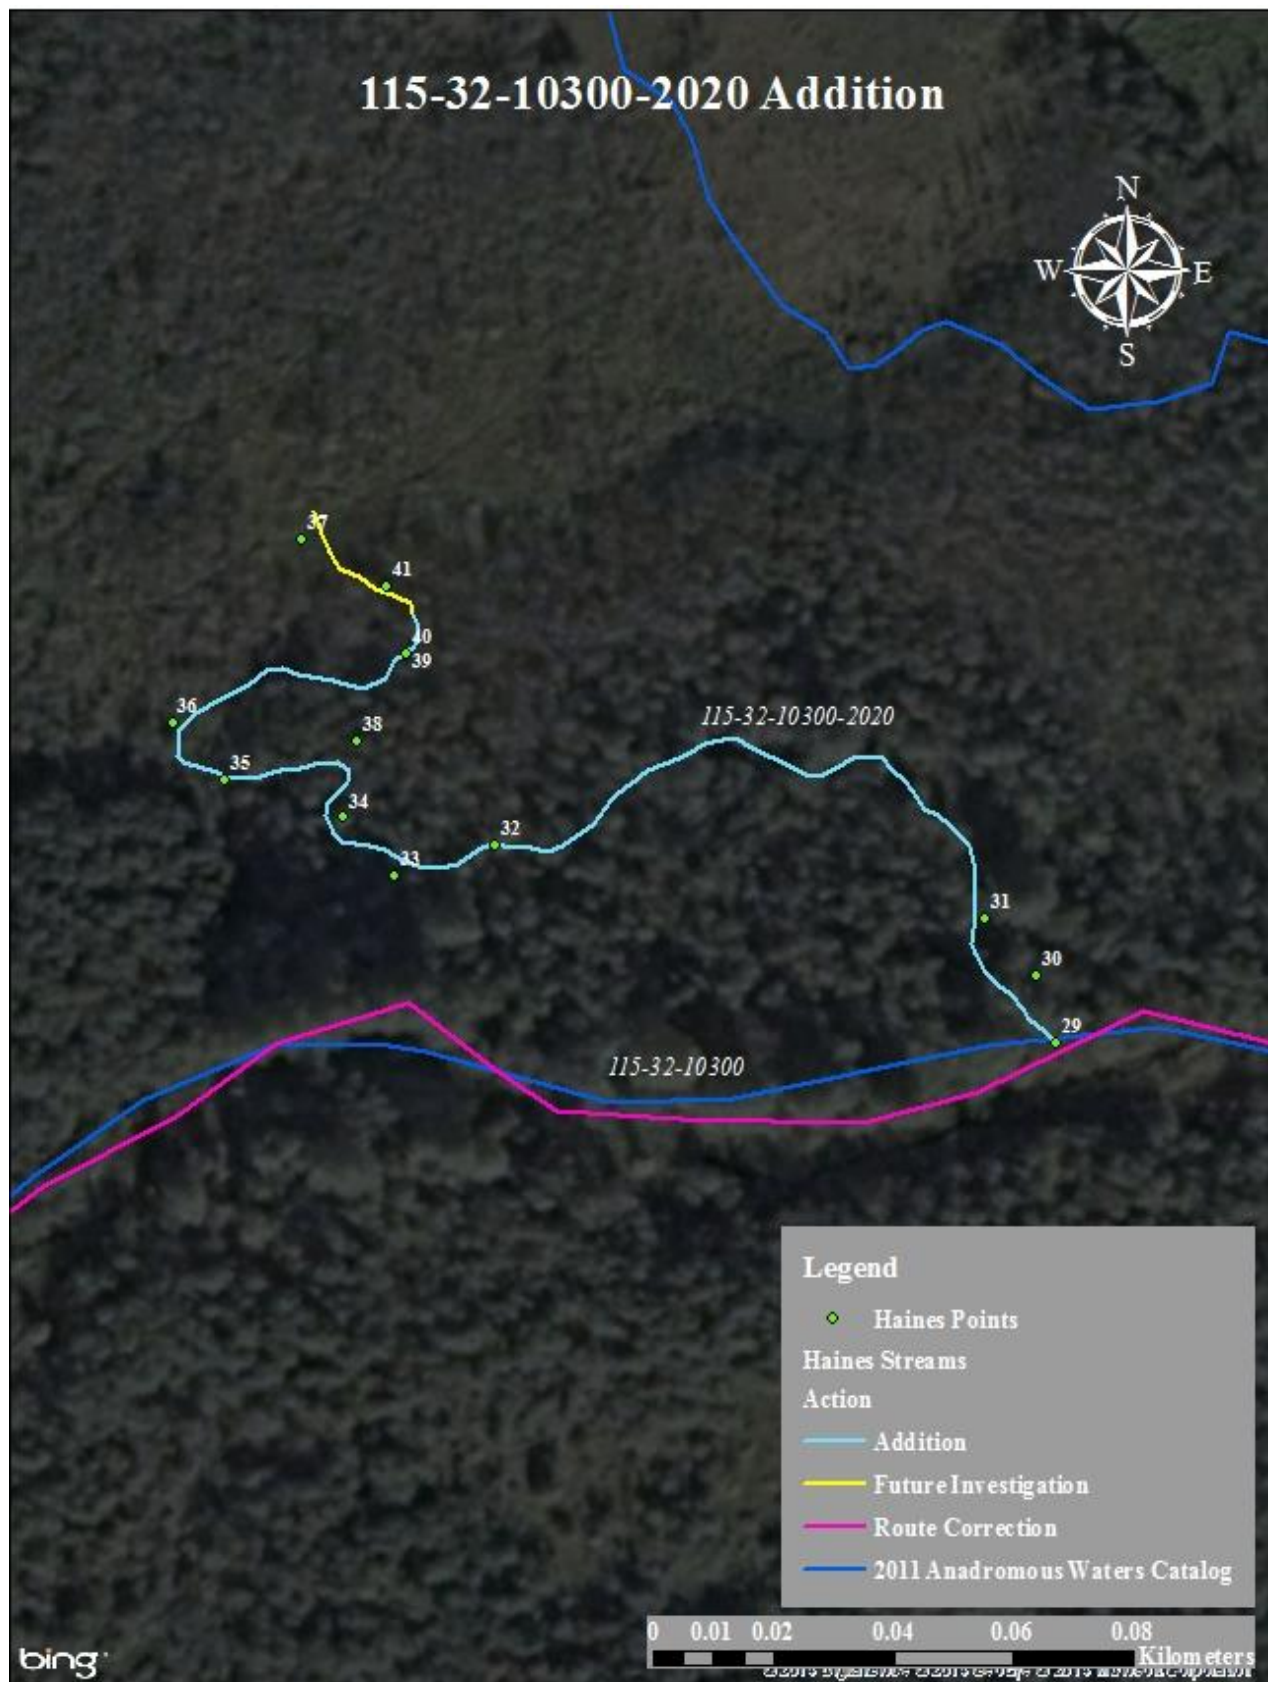 115-32-10300-2020 Addition
N
W E
S
37
41
40
39
36
38
35
34
32
33
115-32-10300-2020
31
30
29
115-32-10300
Legend
Haines Points
Haines Streams
Action
Addition
Future Investigation
Route Correction
2011 Anadromous Waters Catalog
0 0.01 0.02 0.04 0.06 0.08
Kilometers
bing